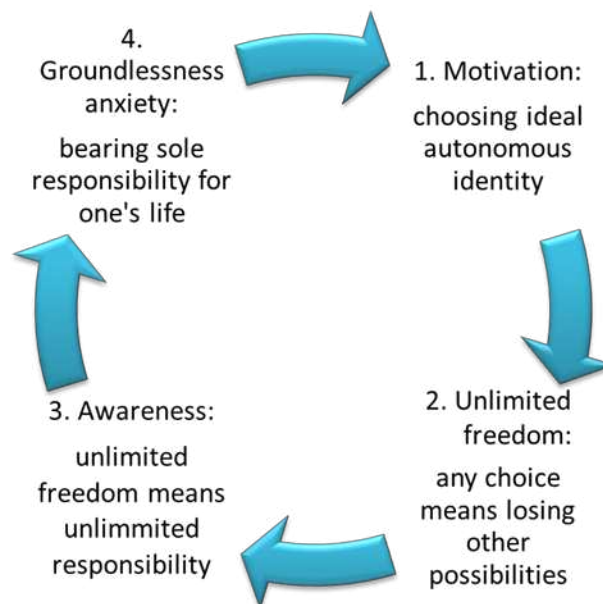 1. Motivation:
choosing ideal
autonomous
identity
2. Unlimited
freedom:
any choice
means losing
other
possibilities
3. Awareness:
unlimited
freedom means
unlimmited
responsibility
4.
Groundlessness
anxiety:
bearing sole
responsibility for
one's life